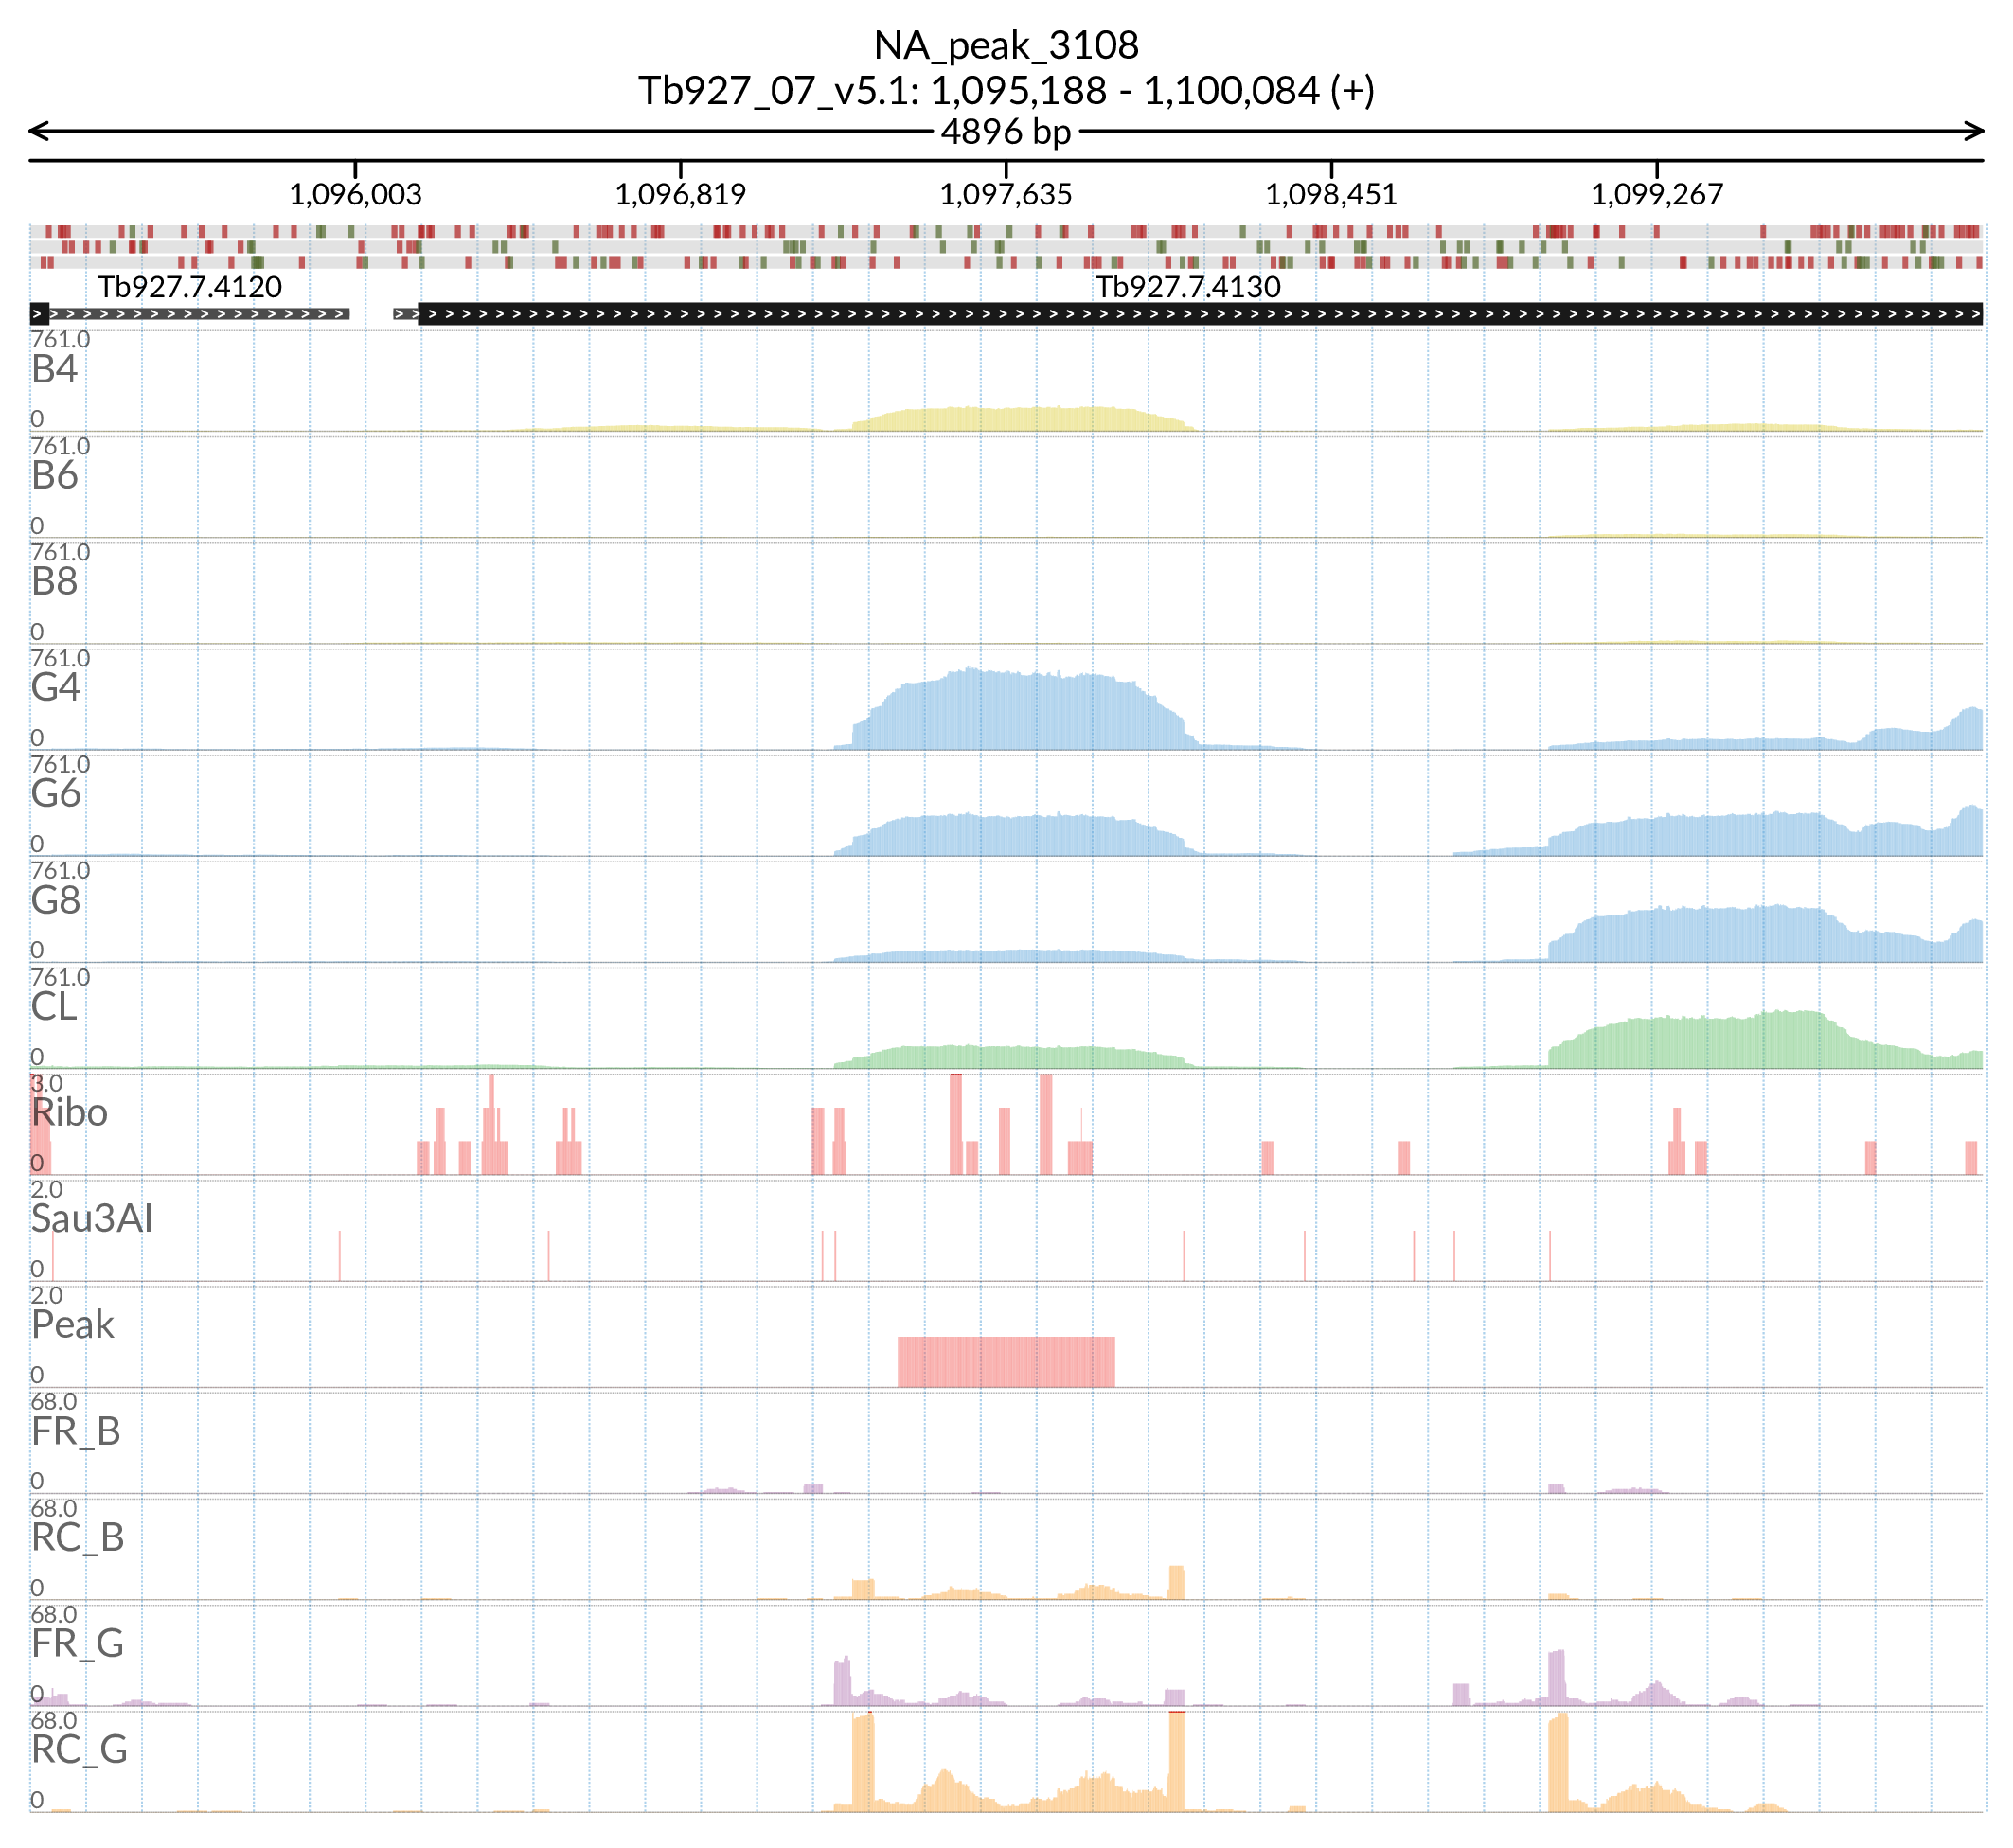 NA_peak_3108
Tb927_07_v5.1: 1,095,188 - 1,100,084 (+)
4896 bp
1,096,003 1,096,819 1,097,635 1,098,451 1,099,267
Tb927.7.4120 Tb927.7.4130
761.0
B4
0
761.0
B6
0
761.0
B8
0
761.0
G4
0
761.0
G6
0
761.0
G8
0
761.0
CL
0
3.0
Ribo
0
2.0
Sau3AI
0
2.0
Peak
0
68.0
FR_B
0
68.0
RC_B
0
68.0
FR_G
0
68.0
RC_G
0